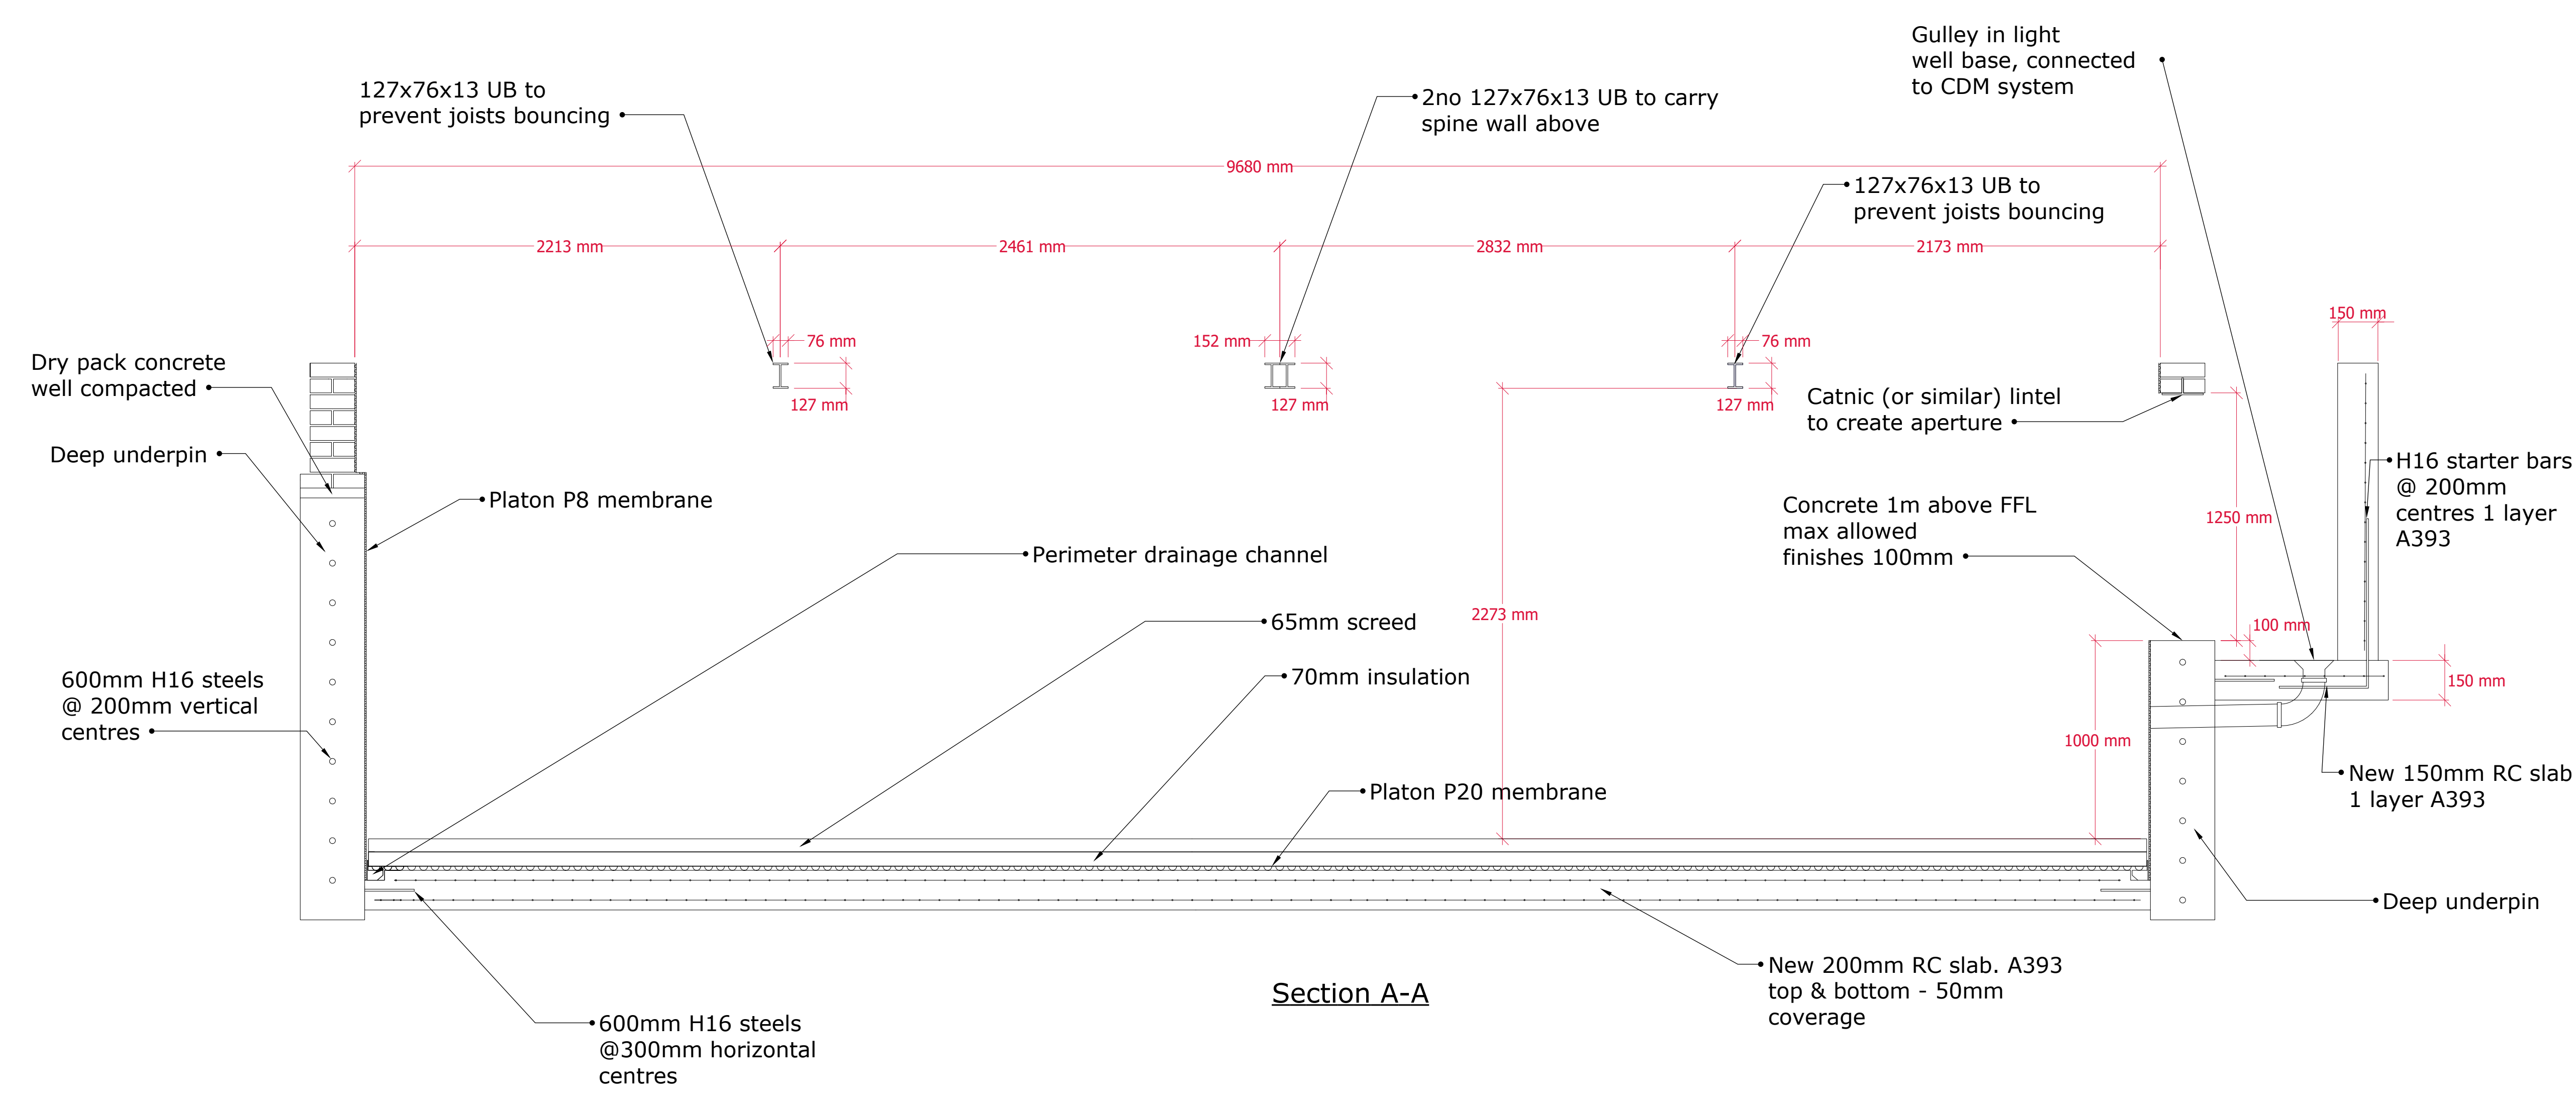 Gulley in light
well base, connected
to CDM system
127x76x13 UB to
prevent joists bouncing
2no 127x76x13 UB to carry
spine wall above
9680 mm
127x76x13 UB to
prevent joists bouncing
2213 mm
2461 mm
2832 mm
2173 mm
150 mm
76 mm
152 mm
76 mm
127 mm
127 mm
127 mm
Dry pack concrete
well compacted
Catnic (or similar) lintel
to create aperture
Deep underpin
H16 starter bars
@ 200mm
centres 1 layer
A393
Platon P8 membrane
Concrete 1m above FFL
max allowed
finishes 100mm
1250 mm
Perimeter drainage channel
2273 mm
65mm screed
100 mm
600mm H16 steels
@ 200mm vertical
centres
70mm insulation
150 mm
1000 mm
New 150mm RC slab
1 layer A393
Platon P20 membrane
Deep underpin
New 200mm RC slab. A393
top & bottom - 50mm
coverage
Section A-A
600mm H16 steels
@300mm horizontal
centres